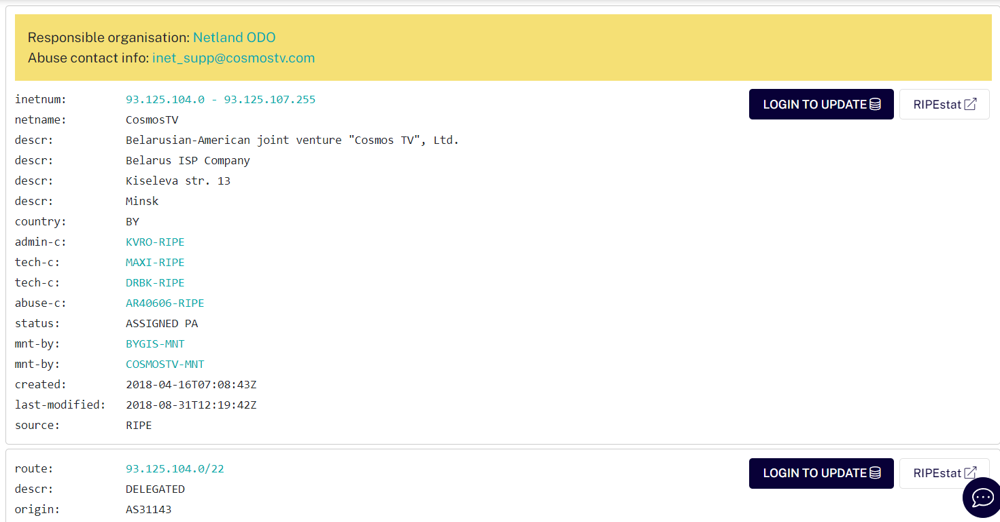 Responsible organisation: Netland ODO
Abuse contact info: inet_supp@cosmostv.com
LOGIN TO UPDATE
RIPEstat
inetnum: 93.125.104.0 - 93.125.107.255
netname: CosmosTV
descr: Belarusian-American joint venture "Cosmos TV", Ltd.
descr: Belarus ISP Company
descr: Kiseleva str. 13
descr: Minsk
country: BY
admin-c: KVRO-RIPE
tech-c: MAXI-RIPE
tech-c: DRBK-RIPE
abuse-c: AR40606-RIPE
status: ASSIGNED PA
mnt-by: BYGIS-MNT
mnt-by: COSMOSTV-MNT
created: 2018-04-16T07:08:43Z
last-modified: 2018-08-31T12:19:42Z
source: RIPE
LOGIN TO UPDATE
RIPEstat
route: 93.125.104.0/22
descr: DELEGATED
origin: AS31143